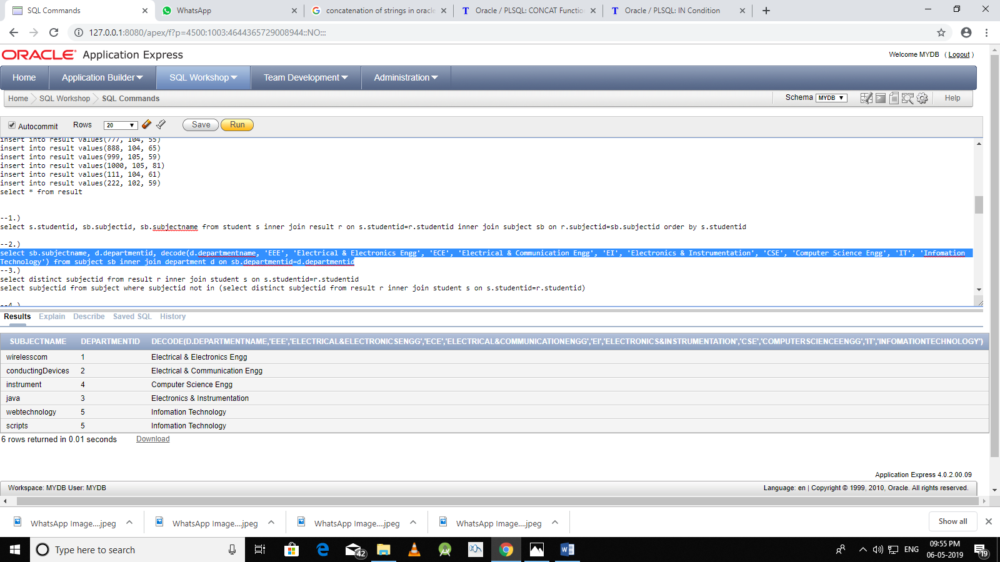 SQL Commands
WhatsApp
concatenation of strings in oracle
Oracle / PLSQL: CONCAT Functio
Oracle / PLSQL: IN Condition
127.0.0.1:8080/apex/f?p=4500:1003:4644365729008944::NO:::
ORACLE Application Express
Welcome MYDB ( Logout )
Home Application Builder SQL Workshop Team Development Administration
Home SQL Workshop SQL Commands
Schema MYDB Help
Autocommit Rows 20 Save Run
insert into result values(777, 104, 55)
insert into result values(888, 104, 65)
insert into result values(999, 105, 59)
insert into result values(1000, 105, 81)
insert into result values(111, 104, 61)
insert into result values(222, 102, 59)
select * from result
--1.)
select s.studentid, sb.subjectid, sb.subjectname from student s inner join result r on s.studentid=r.studentid inner join subject sb on r.subjectid=sb.subjectid order by s.studentid
--2.)
select sb.subjectname, d.departmentid, decode(d.departmentname, 'EEE', 'Electrical & Electronics Engg', 'ECE', 'Electrical & Communication Engg', 'EI', 'Electronics & Instrumentation', 'CSE', 'Computer Science Engg', 'IT', 'Infomation
Technology') from subject sb inner join department d on sb.departmentid=d.departmentid
--3.)
select distinct subjectid from result r inner join student s on s.studentid=r.studentid
select subjectid from subject where subjectid not in (select distinct subjectid from result r inner join student s on s.studentid=r.studentid)
--4.)
Results Explain Describe Saved SQL History
SUBJECTNAME DEPARTMENTID DECODE(D.DEPARTMENTNAME,'EEE','ELECTRICAL&ELECTRONICSENGG','ECE','ELECTRICAL&COMMUNICATIONENGG','EI','ELECTRONICS&INSTRUMENTATION','CSE','COMPUTERSCIENCEENGG','IT','INFOMATIONTECHNOLOGY')
wirelesscom 1 Electrical & Electronics Engg
conductingDevices 2 Electrical & Communication Engg
instrument 4 Computer Science Engg
java 3 Electronics & Instrumentation
webtechnology 5 Infomation Technology
scripts 5 Infomation Technology
6 rows returned in 0.01 seconds Download
Application Express 4.0.2.00.09
Workspace: MYDB User: MYDB
Language: en | Copyright © 1999, 2010, Oracle. All rights reserved.
WhatsApp Image....jpeg
WhatsApp Image....jpeg
WhatsApp Image....jpeg
WhatsApp Image....jpeg
Show all
Type here to search
42
ENG
09:55 PM
06-05-2019
19